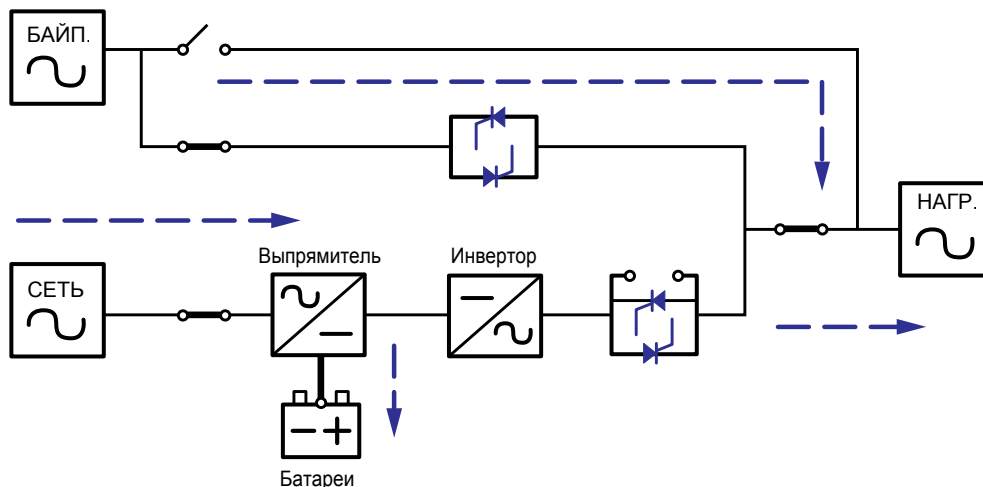 БАЙП.
НАГР.
Выпрямитель
Инвертор
СЕТЬ
Батареи